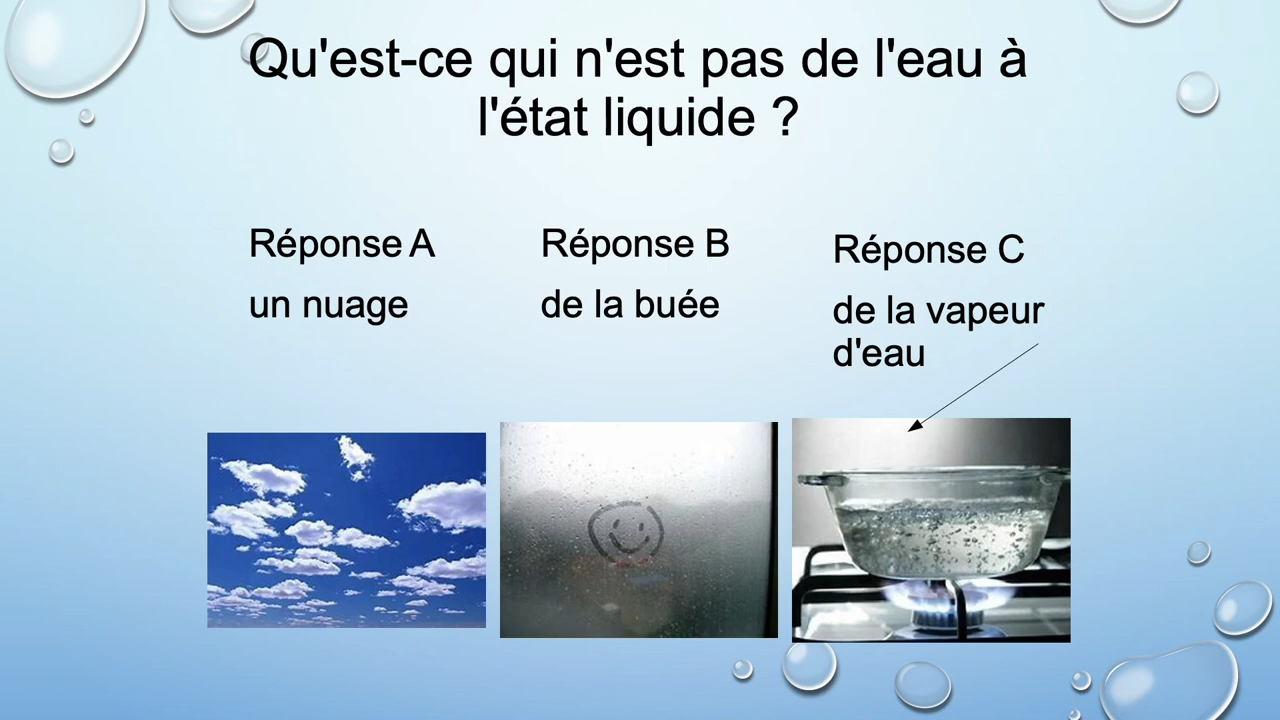 Qu'est-ce qui n'est pas de l'eau à
l'état liquide ?
Réponse A
un nuage
Réponse B
de la buée
Réponse C
de la vapeur
d'eau